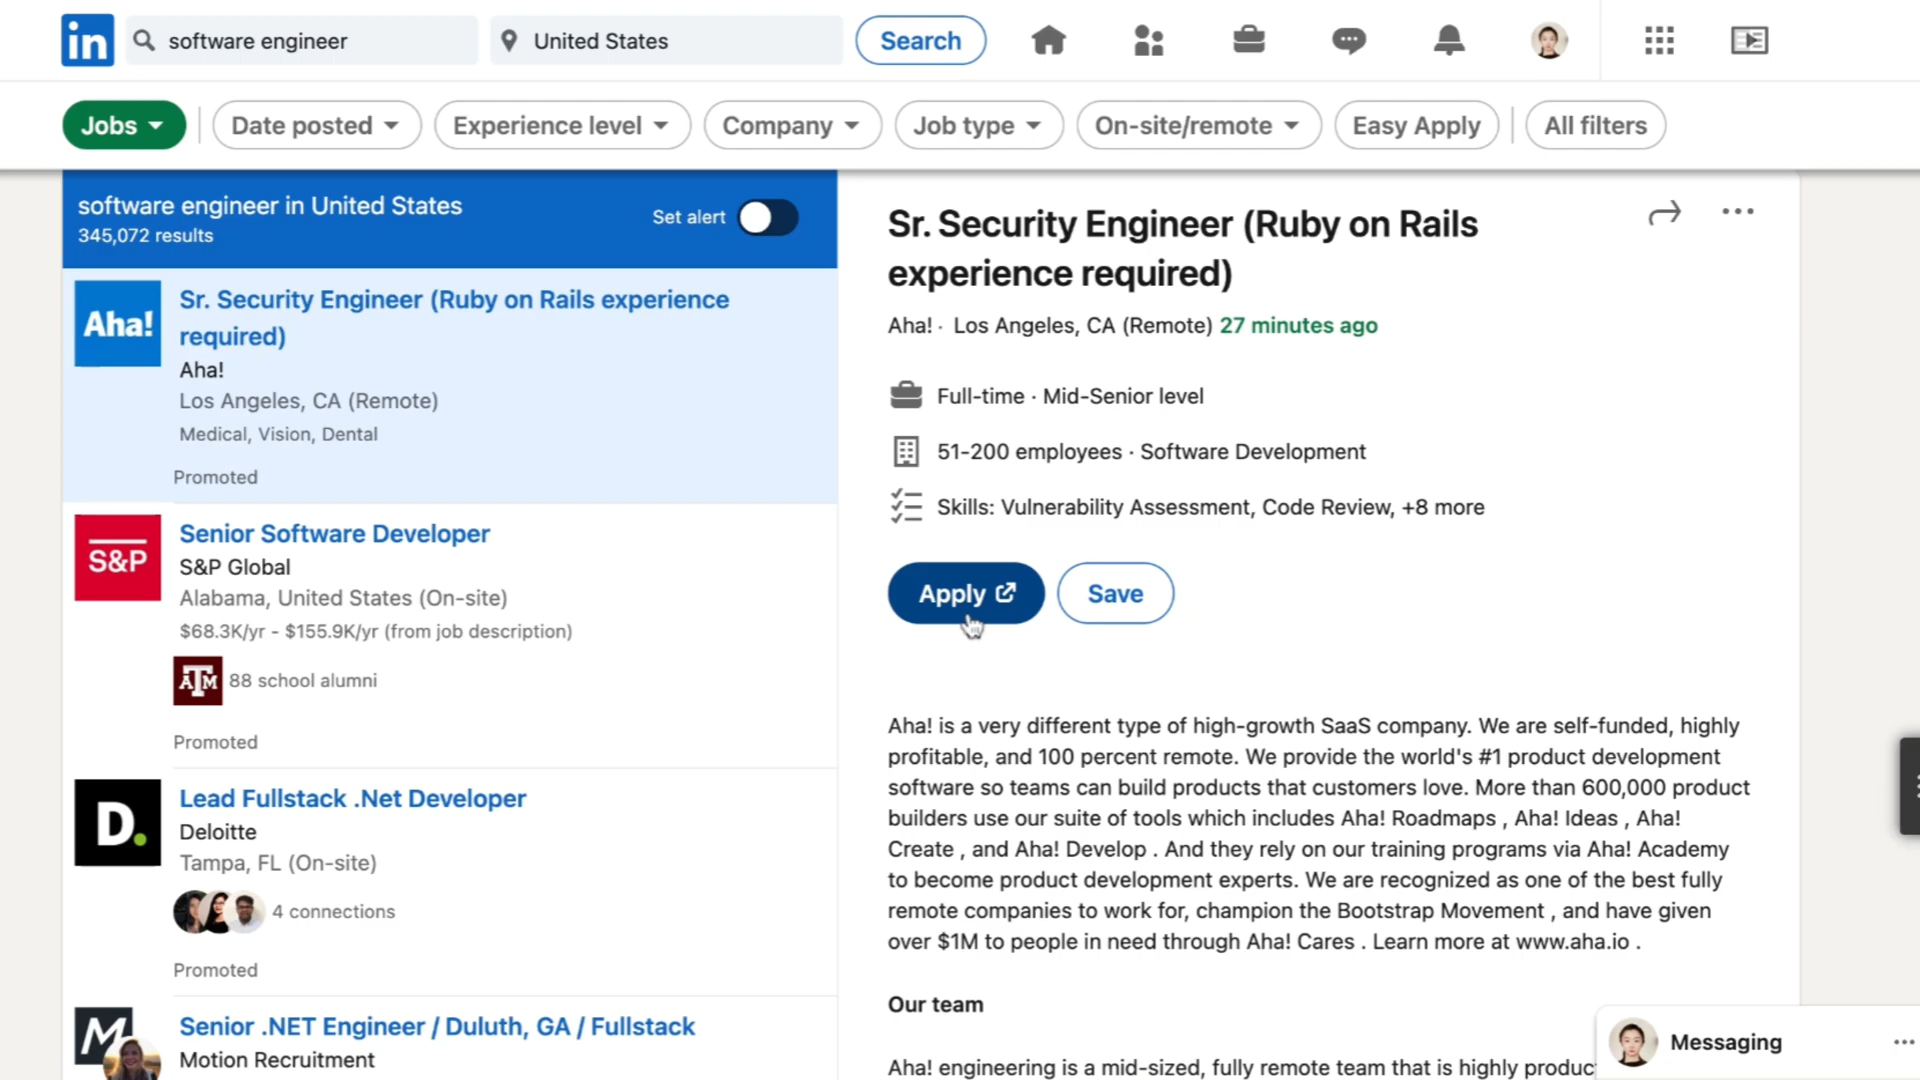 in
software engineer
United States
Search
Jobs
Date posted
Experience level
Company
Job type
On-site/remote
Easy Apply
All filters
software engineer in United States
345,072 results
Set alert
Aha!
Sr. Security Engineer (Ruby on Rails experience
required)
Aha!
Los Angeles, CA (Remote)
Medical, Vision, Dental
Promoted
S&P
Senior Software Developer
S&P Global
Alabama, United States (On-site)
$68.3K/yr - $155.9K/yr (from job description)
ATM
88 school alumni
Promoted
D.
Lead Fullstack .Net Developer
Deloitte
Tampa, FL (On-site)
4 connections
Promoted
M
Senior .NET Engineer / Duluth, GA / Fullstack
Motion Recruitment
Sr. Security Engineer (Ruby on Rails
experience required)
Aha! · Los Angeles, CA (Remote) 27 minutes ago
Full-time · Mid-Senior level
51-200 employees · Software Development
Skills: Vulnerability Assessment, Code Review, +8 more
Apply
Save
Aha! is a very different type of high-growth SaaS company. We are self-funded, highly
profitable, and 100 percent remote. We provide the world's #1 product development
software so teams can build products that customers love. More than 600,000 product
builders use our suite of tools which includes Aha! Roadmaps , Aha! Ideas , Aha!
Create , and Aha! Develop . And they rely on our training programs via Aha! Academy
to become product development experts. We are recognized as one of the best fully
remote companies to work for, champion the Bootstrap Movement , and have given
over $1M to people in need through Aha! Cares . Learn more at www.aha.io .
Our team
Aha! engineering is a mid-sized, fully remote team that is highly produc
Messaging